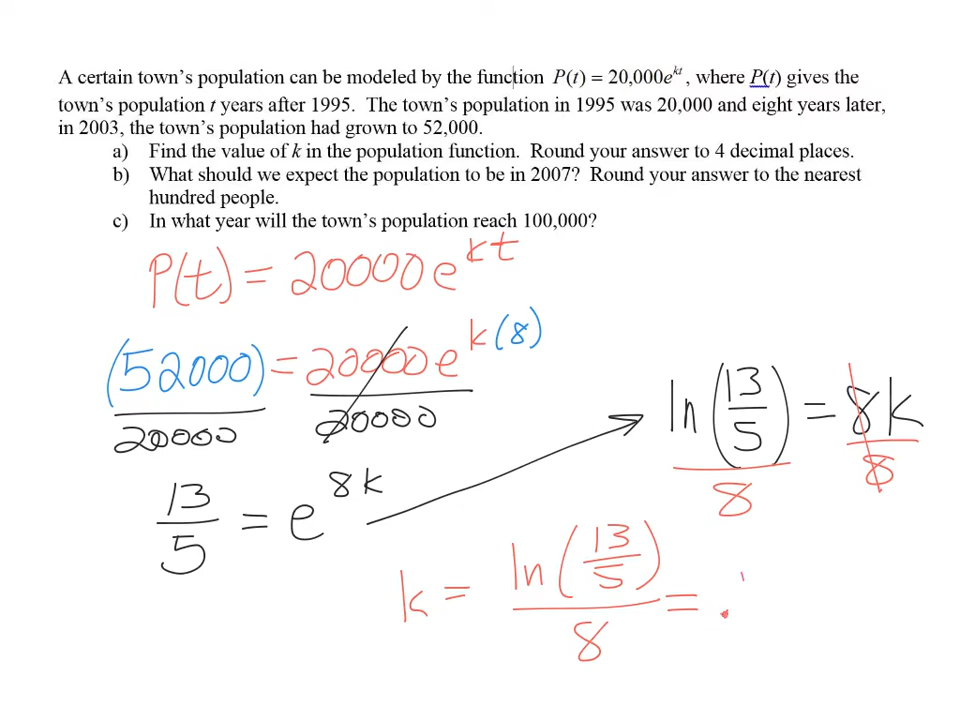 A certain town's population can be modeled by the function P(t) = 20,000e^{kt}, where P(t) gives the
town's population t years after 1995. The town's population in 1995 was 20,000 and eight years later,
in 2003, the town's population had grown to 52,000.
a) Find the value of k in the population function. Round your answer to 4 decimal places.
b) What should we expect the population to be in 2007? Round your answer to the nearest
hundred people.
c) In what year will the town's population reach 100,000?
P(t) = 20000 e^{kt}
(52000) = 20000 e^{k(8)}
20000 20000
13/5 = e^{8k}
ln(13/5) = 8k
8 8
k = ln(13/5)/8 = .